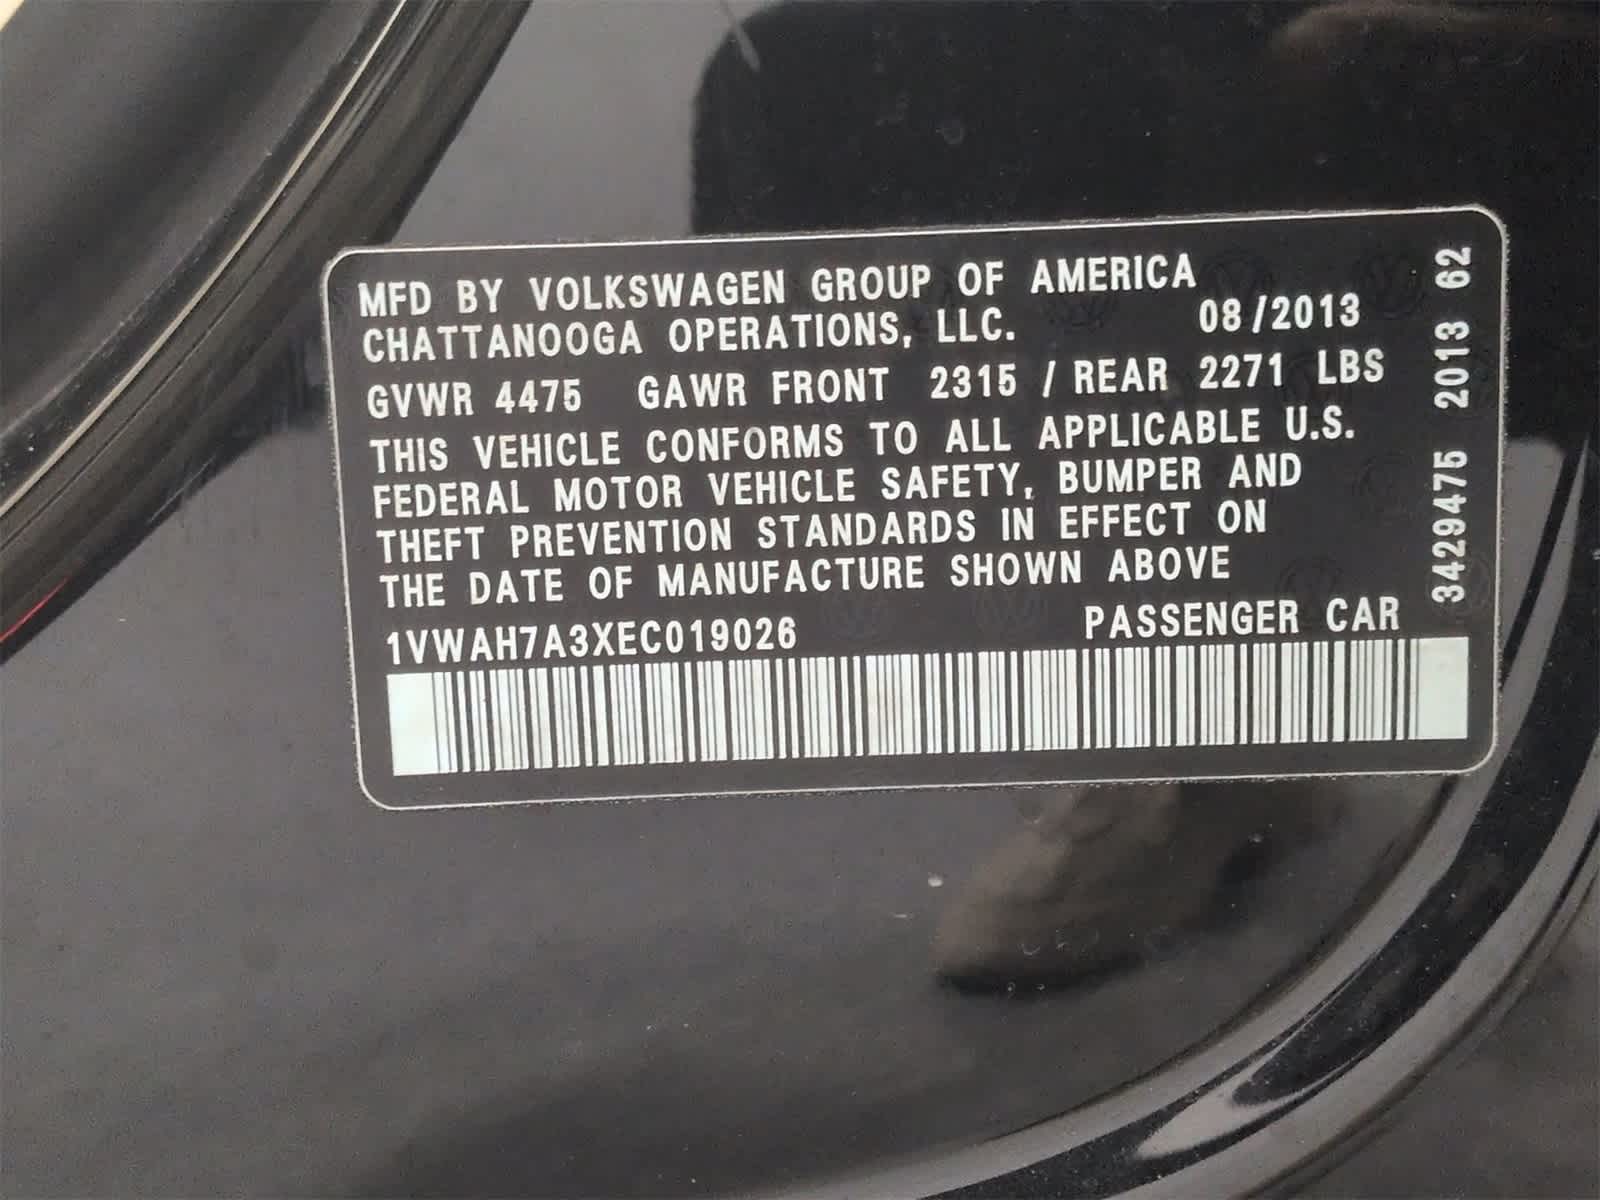 MFD BY VOLKSWAGEN GROUP OF AMERICA
CHATTANOOGA OPERATIONS, LLC. 08/2013
GVWR 4475 GAWR FRONT 2315 / REAR 2271 LBS
THIS VEHICLE CONFORMS TO ALL APPLICABLE U.S.
FEDERAL MOTOR VEHICLE SAFETY, BUMPER AND
THEFT PREVENTION STANDARDS IN EFFECT ON
THE DATE OF MANUFACTURE SHOWN ABOVE
1VWAH7A3XEC019026 PASSENGER CAR
3429475 2013 62